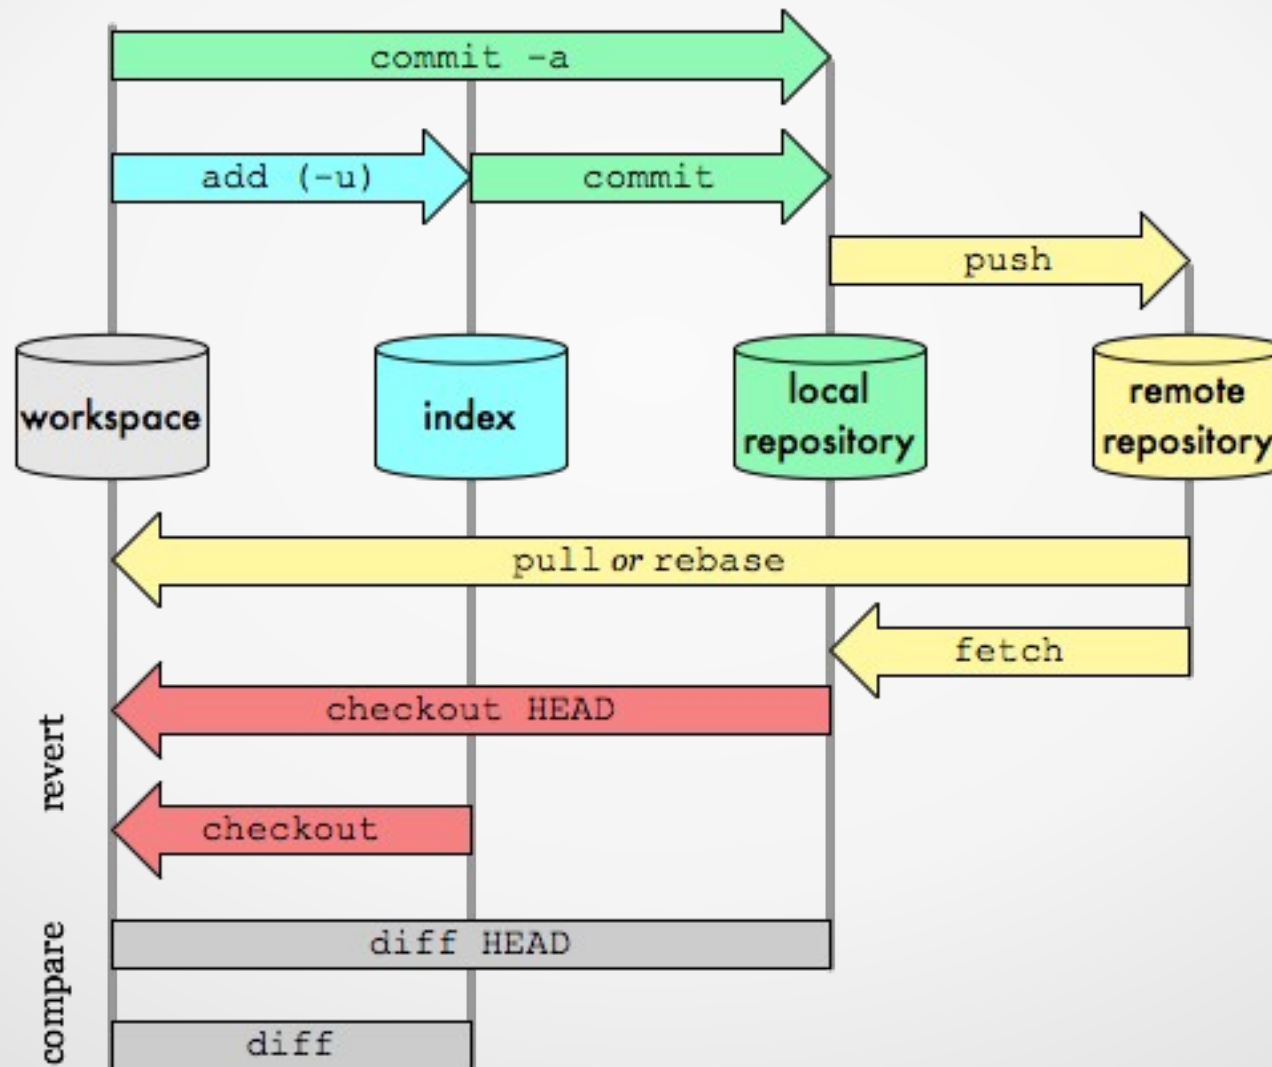 commit -a
add (-u)
commit
push
workspace
index
local
repository
remote
repository
pull or rebase
fetch
revert
checkout HEAD
checkout
compare
diff HEAD
diff